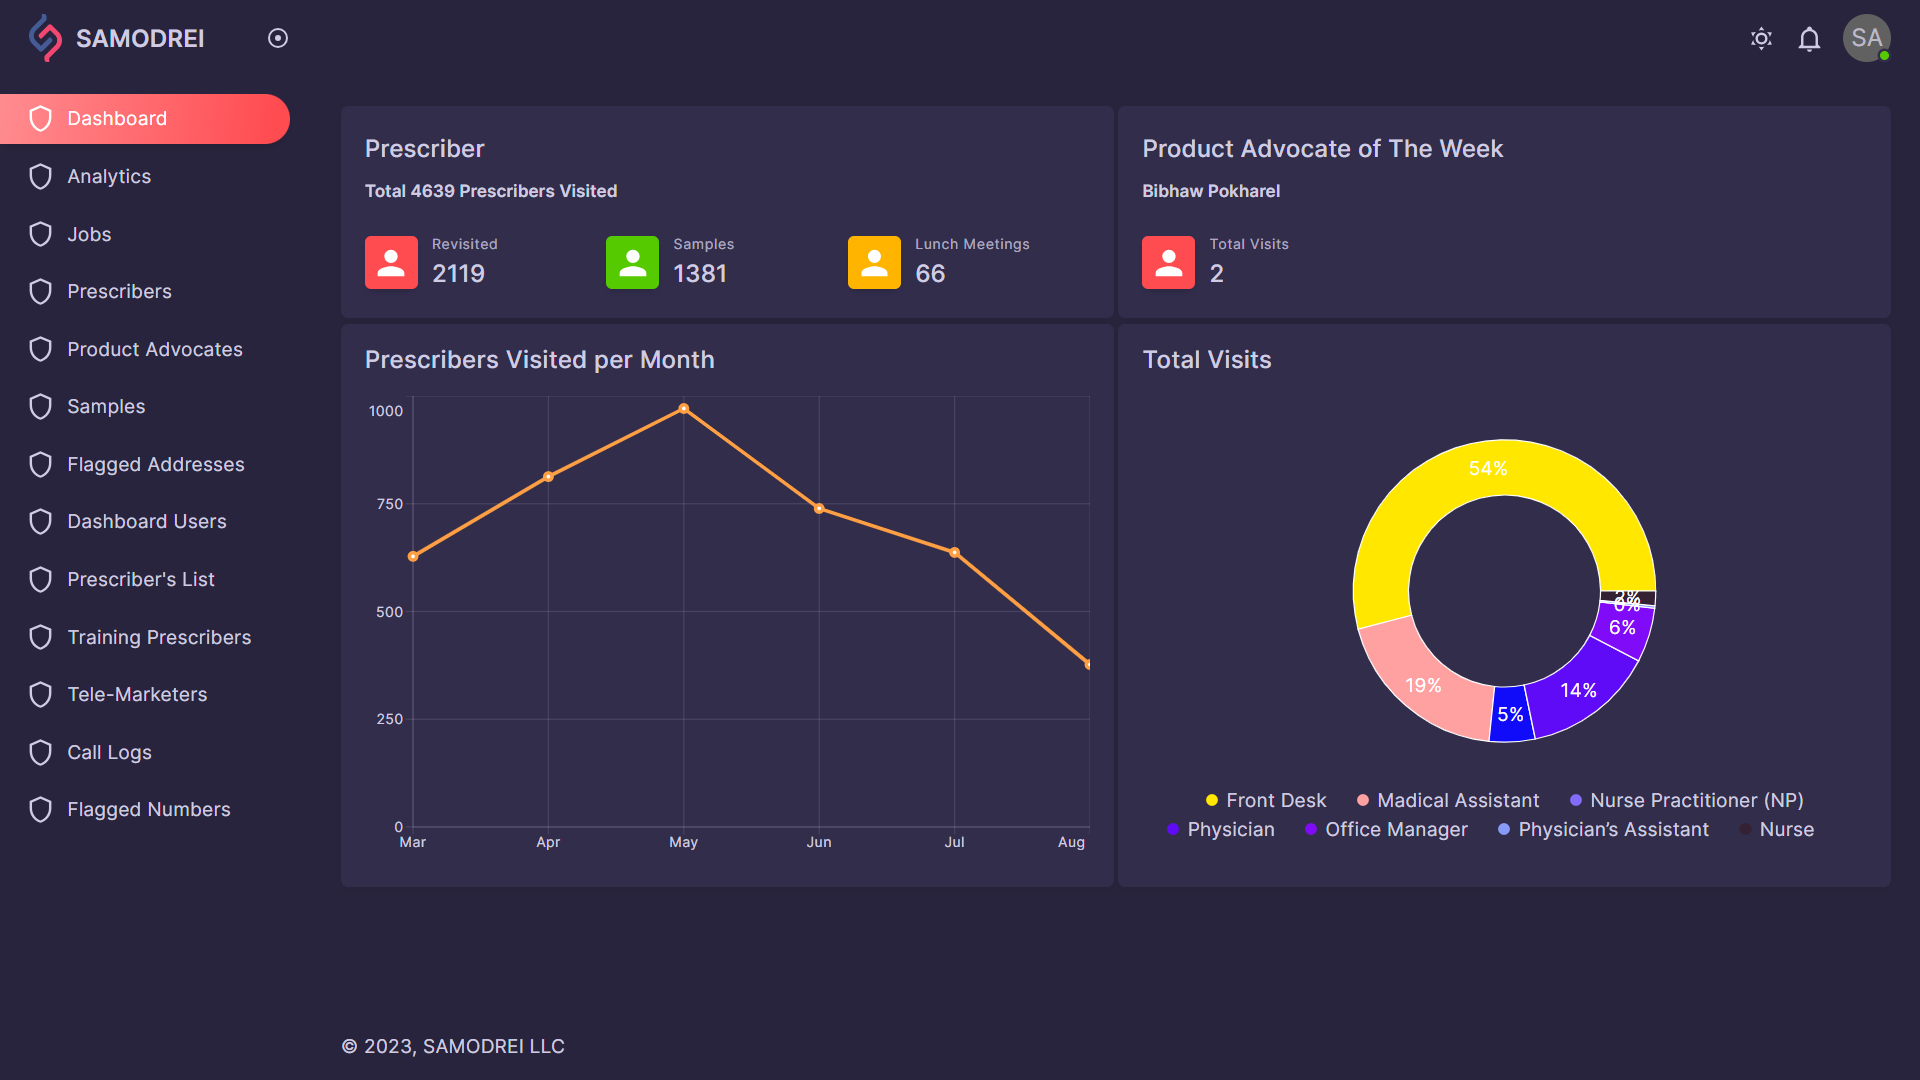 SAMODREI
SA
Dashboard
Analytics
Jobs
Prescribers
Product Advocates
Samples
Flagged Addresses
Dashboard Users
Prescriber's List
Training Prescribers
Tele-Marketers
Call Logs
Flagged Numbers
Prescriber
Total 4639 Prescribers Visited
Revisited
2119
Samples
1381
Lunch Meetings
66
Product Advocate of The Week
Bibhaw Pokharel
Total Visits
2
Prescribers Visited per Month
1000
750
500
250
0
Mar Apr May Jun Jul Aug
Total Visits
54%
6%
19%
14%
5%
Front Desk Madical Assistant Nurse Practitioner (NP)
Physician Office Manager Physician’s Assistant Nurse
© 2023, SAMODREI LLC